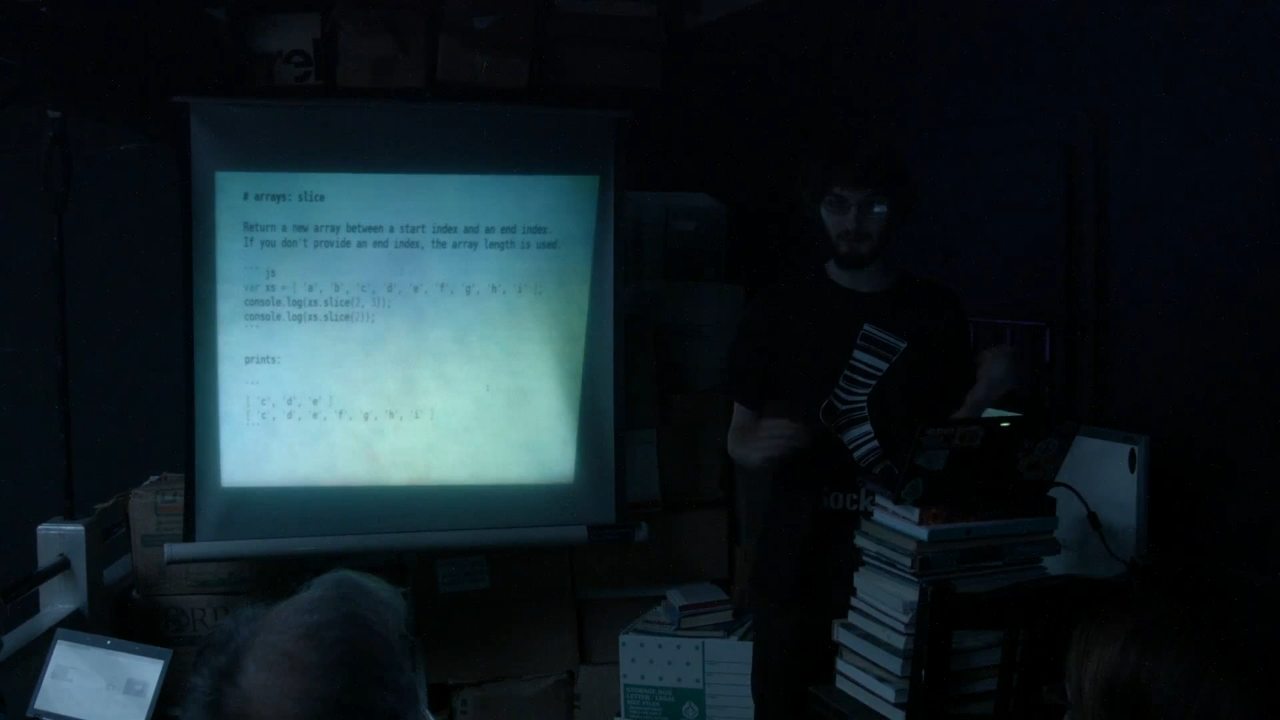 # arrays: slice
Return a new array between a start index and an end index.
If you don't provide an end index, the array length is used.
``` js
var xs = [ 'a', 'b', 'c', 'd', 'e', 'f', 'g', 'h', 'i' ];
console.log(xs.slice(2, 3));
console.log(xs.slice(2));
```
prints:
```
[ 'c', 'd', 'e' ]
[ 'c', 'd', 'e', 'f', 'g', 'h', 'i' ]
```
ock